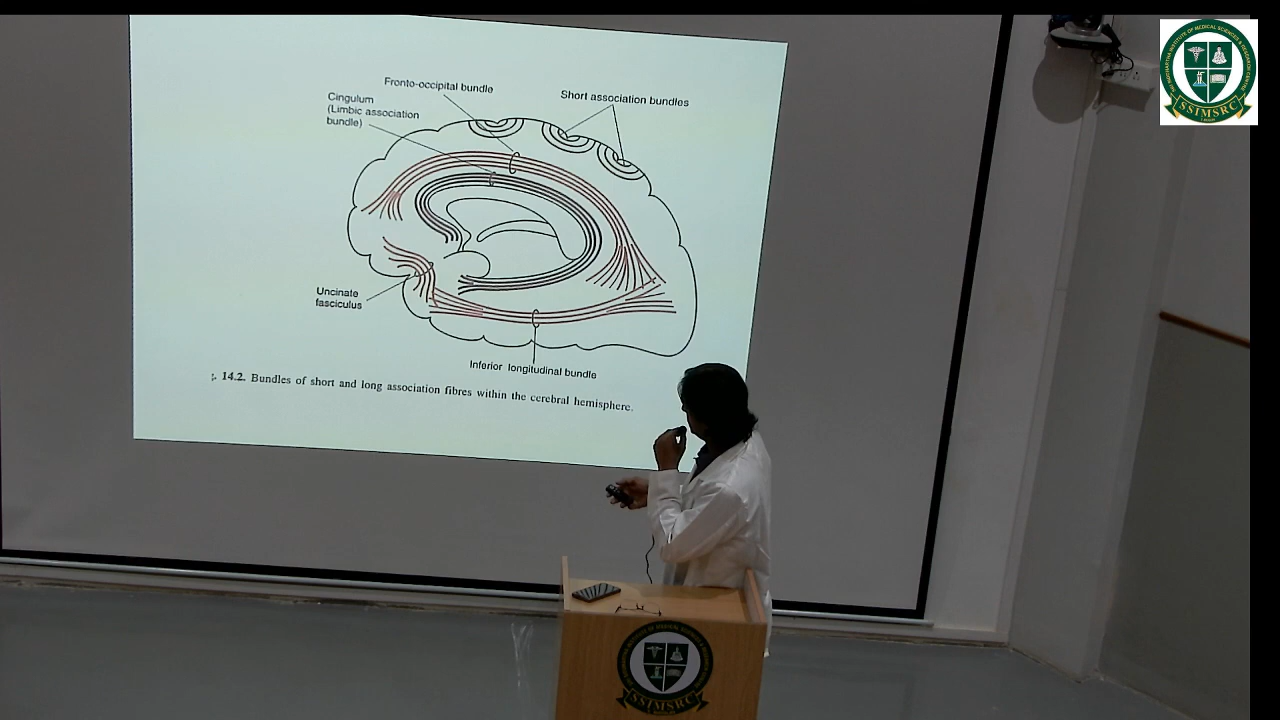 Fronto-occipital bundle
Cingulum
(Limbic association
bundle)
Short association bundles
Uncinate
fasciculus
Inferior longitudinal bundle
14.2. Bundles of short and long association fibres within the cerebral hemisphere.
SSIMSRC
SSIMSRC